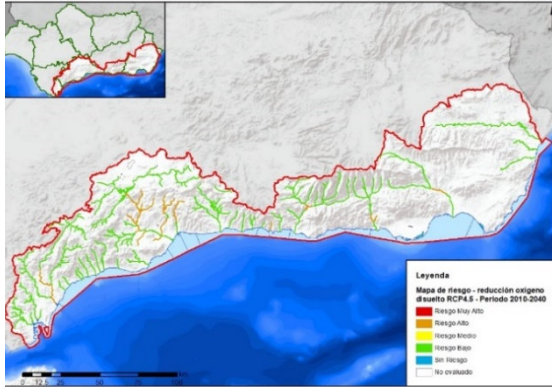 Leyenda
Mapa de riesgo - reducción oxígeno
disuelto RCP4.5 - Periodo 2010-2040
Riesgo Muy Alto
Riesgo Alto
Riesgo Medio
Riesgo Bajo
Sin Riesgo
No evaluado
0 12,5 25 50 75 100